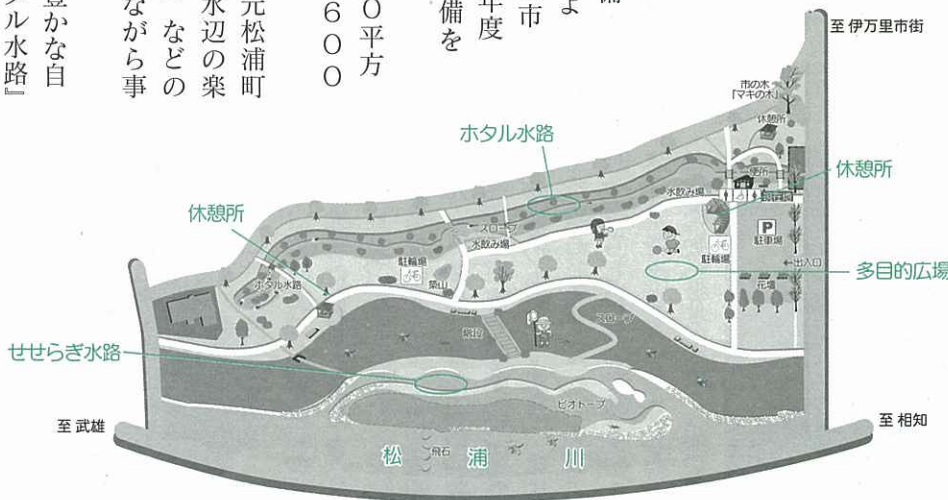 よ
市
年度
備を
0平方
600
元松浦町
水辺の楽
などの
ながら事
豊かな自
タル水路』
至 伊万里市街
市の木
「マキの木」
休憩所
ホタル水路
便所
休憩所
水飲み場
休憩所
スロープ
水飲み場
P
駐車場
駐輪場
駐輪場
←出入口
多目的広場
ホタル水路
築山
花壇
階段
スロープ
せせらぎ水路
ビオトープ
至 武雄
至 相知
飛石
松浦川